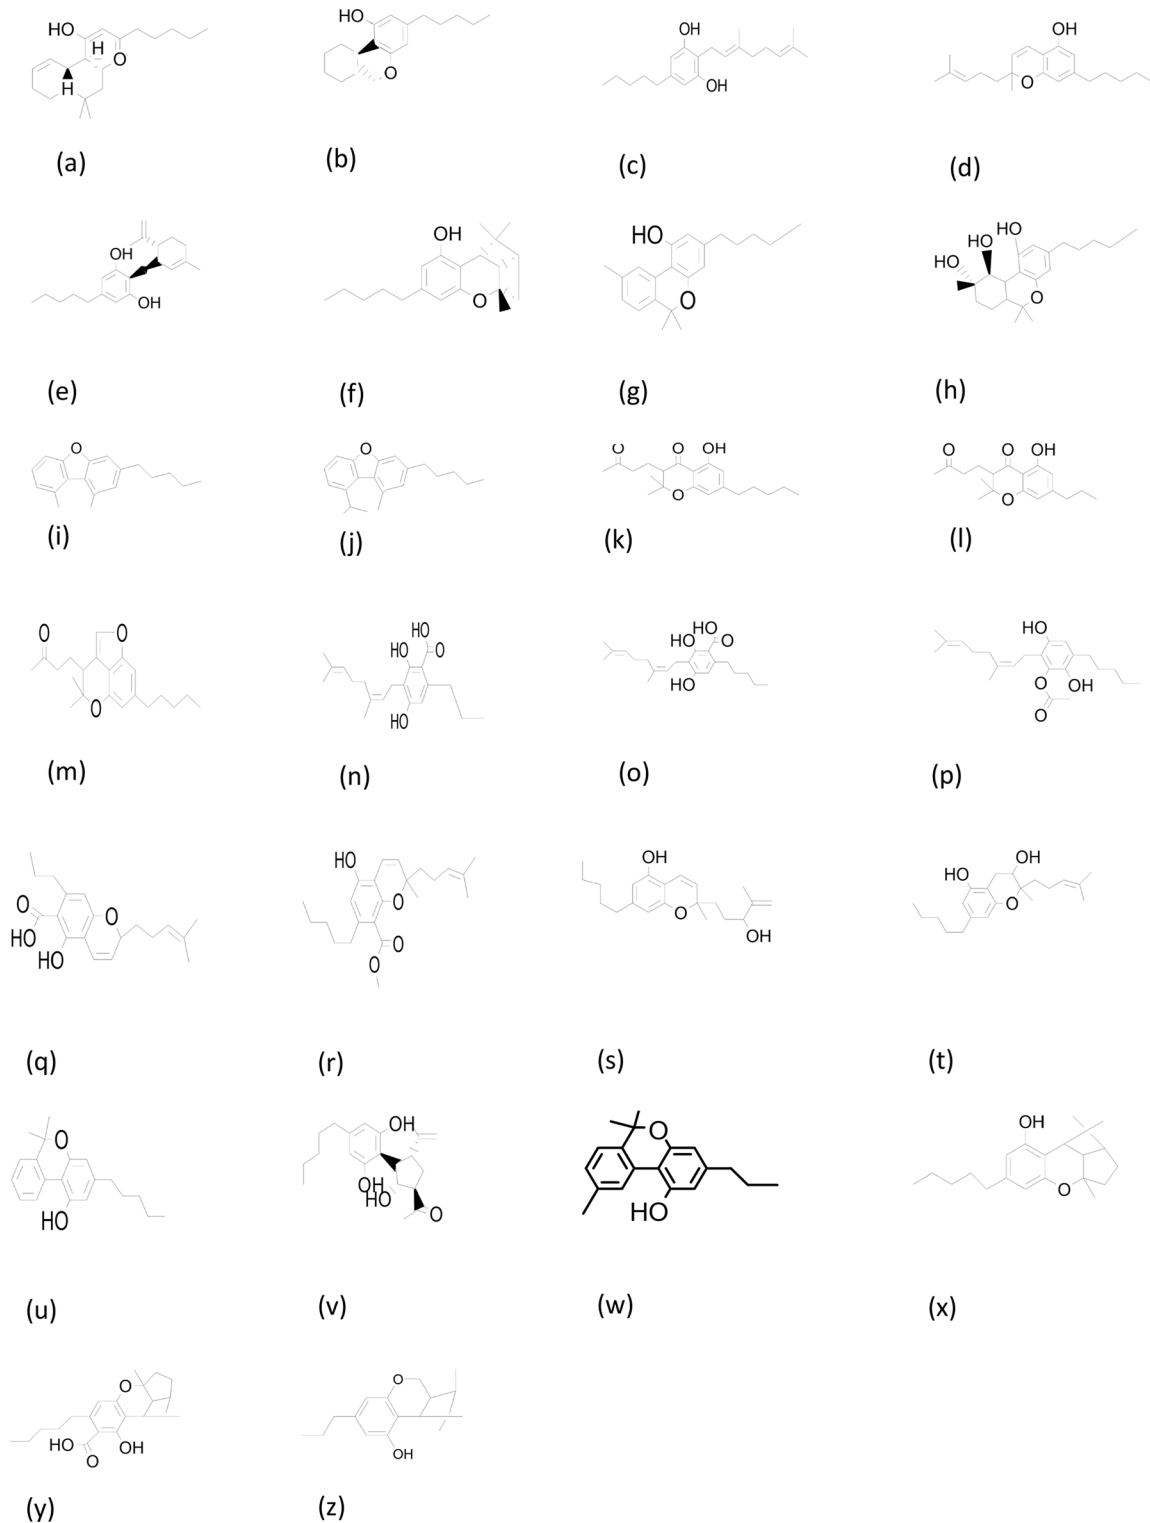 HO H O H
HO O
OH OH
OH O
(a) (b) (c) (d)
OH OH
OH O
HO O
HO HO HO O
(e) (f) (g) (h)
O
O
O O OH O
O O OH O
(i) (j) (k) (l)
O O O
HO HO O HO
HO HO O HO
HO O OH O
(m) (n) (o) (p)
O HO O HO
HO O O O
OH O OH
HO OH O
(q) (r) (s) (t)
O HO
OH OH HO O
O HO
OH O
(u) (v) (w) (x)
O HO O OH
O OH
(y) (z)